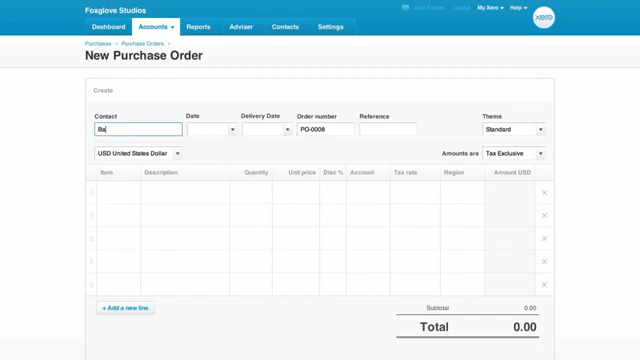 Foxglove Studios
Logout My Xero Help
Dashboard Accounts Reports Adviser Contacts Settings
xero
Purchases › Purchase Orders ›
New Purchase Order
Create
Contact Date Delivery Date Order number Reference Theme
Ba PO-0008 Standard
USD United States Dollar Amounts are Tax Exclusive
Item Description Quantity Unit price Disc % Account Tax rate Region Amount USD
+ Add a new line
Subtotal 0.00
Total 0.00